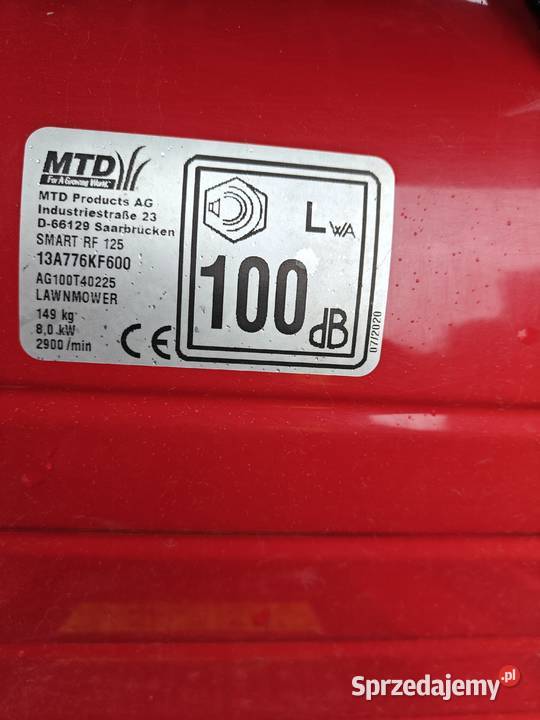 MTD
For A Growing World.
MTD Products AG
Industriestraße 23
D-66129 Saarbrücken
SMART RF 125
13A776KF600
AG100T40225
LAWNMOWER
149 kg
8,0 kW
2900 /min
CE
LWA
100 dB
07/2020
Sprzedajemy.pl